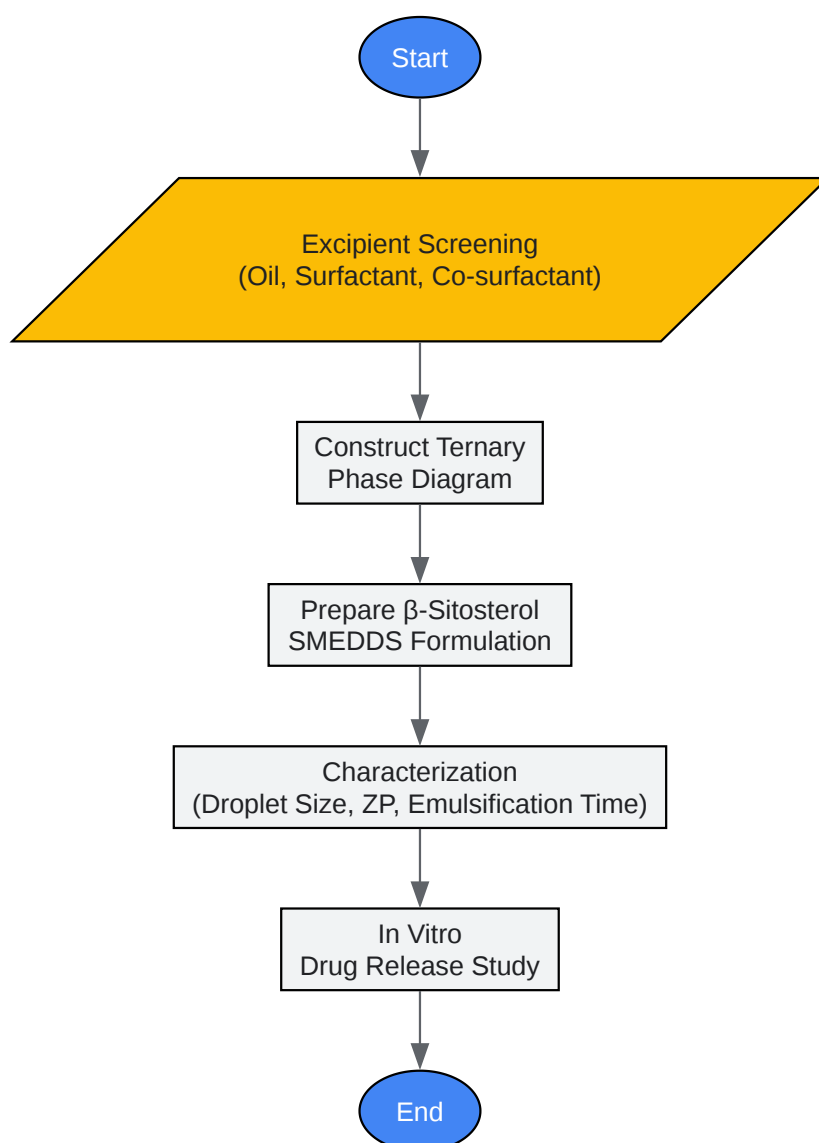 Start
Excipient Screening
(Oil, Surfactant, Co-surfactant)
Construct Ternary
Phase Diagram
Prepare β-Sitosterol
SMEDDS Formulation
Characterization
(Droplet Size, ZP, Emulsification Time)
In Vitro
Drug Release Study
End